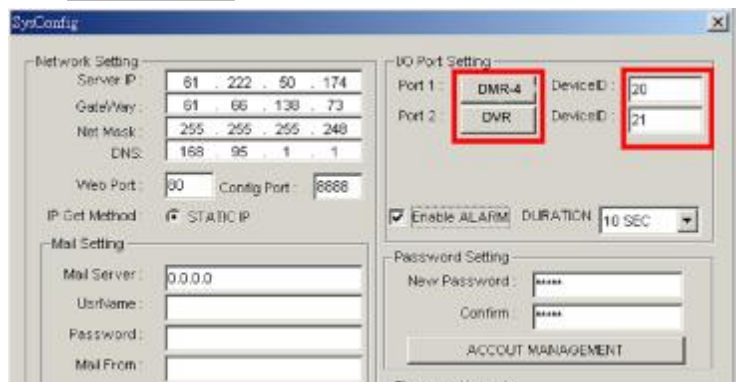 SysConfig
Network Setting
Server IP : 61 . 222 . 50 . 174
GateWay : 61 . 66 . 138 . 73
Net Mask : 255 . 255 . 255 . 248
DNS: 168 . 95 . 1 . 1
Web Port : 80 Config Port : 8888
IP Get Method STATIC IP
Mail Setting
Mail Server : 0.0.0.0
UsrName :
Password :
Mail From :
I/O Port Setting
Port 1 : DMR-4 DeviceID : 20
Port 2 : DVR DeviceID : 21
Enable ALARM DURATION 10 SEC
Password Setting
New Password : *****
Confirm : *****
ACCOUT MANAGEMENT